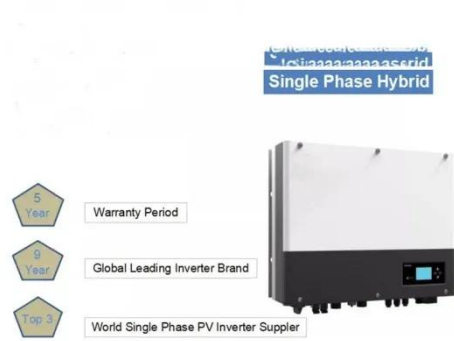 Single Phase Hybrid
5
Year
Warranty Period
9
Year
Global Leading Inverter Brand
Top 3
World Single Phase PV Inverter Suppler